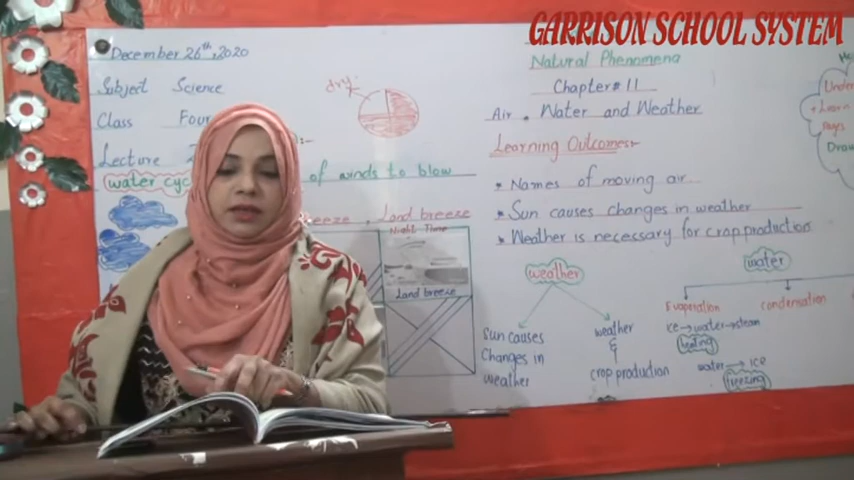 GARRISON SCHOOL SYSTEM
December 26th, 2020
Subject Science
Class Four
Lecture
water cyc
of winds to blow
dry
Land breeze
Night Time
Land breeze
Natural Phenomena
Chapter # 11
Air, Water and Weather
Learning Outcomes:-
* Names of moving air
* Sun causes changes in weather
* Weather is necessary for crop production
weather
Sun causes
Changes in
weather
weather
&
crop production
water
Evaporation
condensation
ice → water → steam
heating
water → ICE
freezing
Under
Learn
Draw